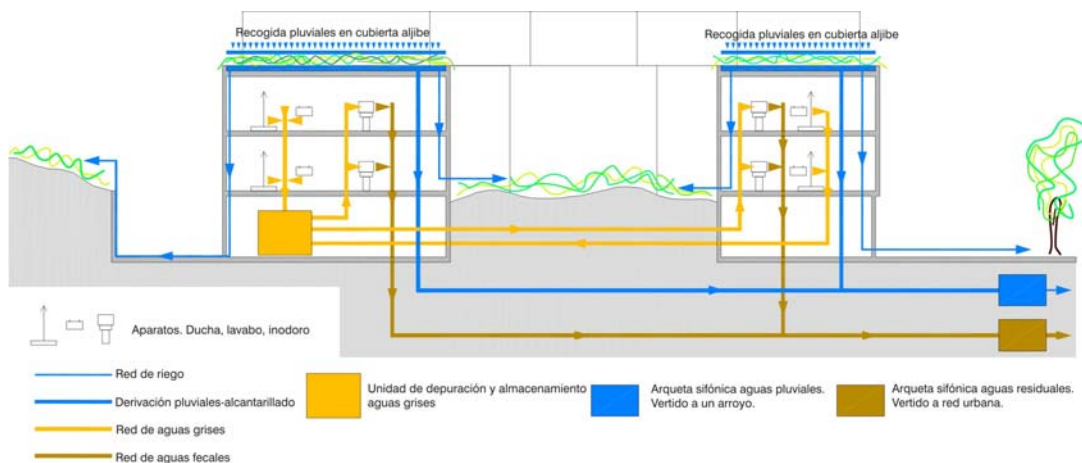 Recogida pluviales en cubierta aljibe
Recogida pluviales en cubierta aljibe
Aparatos. Ducha, lavabo, inodoro
Red de riego
Derivación pluviales-alcantarillado
Red de aguas grises
Red de aguas fecales
Unidad de depuración y almacenamiento
aguas grises
Arqueta sifónica aguas pluviales.
Vertido a un arroyo.
Arqueta sifónica aguas residuales.
Vertido a red urbana.